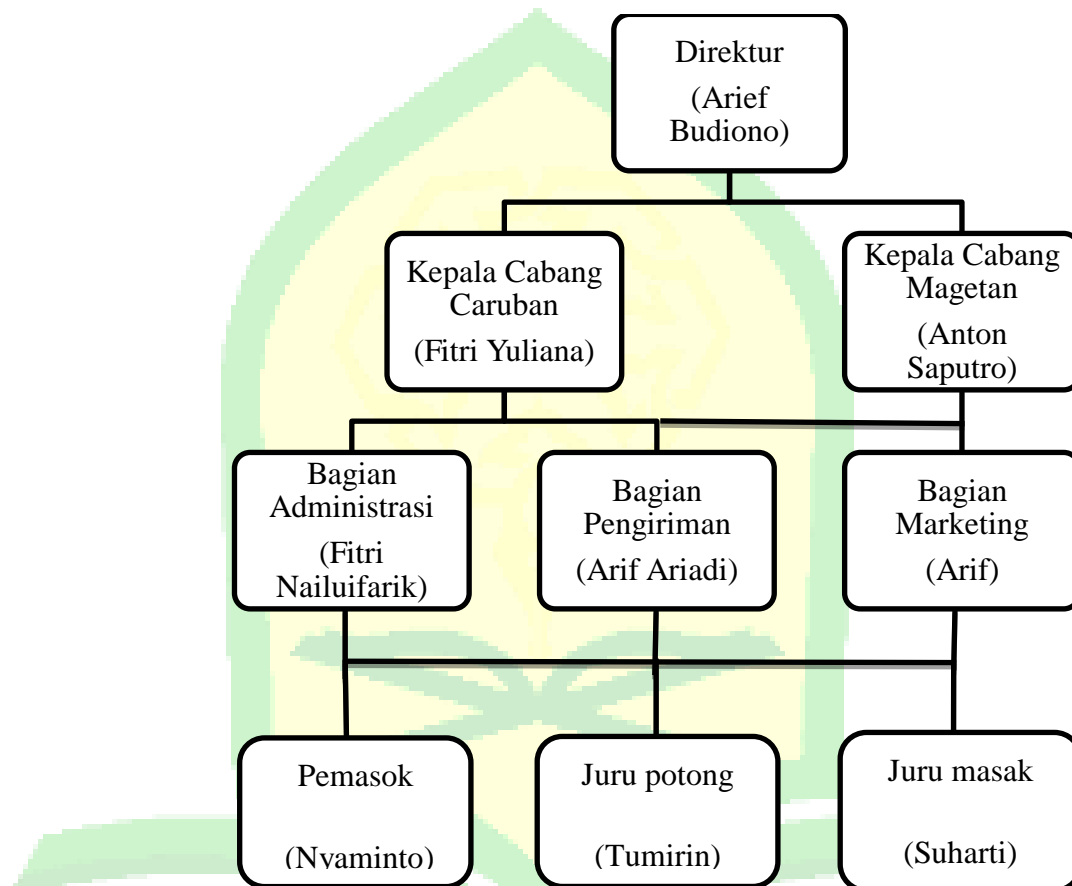 Direktur
(Arief
Budiono)
Kepala Cabang
Caruban
(Fitri Yuliana)
Kepala Cabang
Magetan
(Anton
Saputro)
Bagian
Administrasi
(Fitri
Nailuifarik)
Bagian
Pengiriman
(Arif Ariadi)
Bagian
Marketing
(Arif)
Pemasok
(Nyaminto)
Juru potong
(Tumirin)
Juru masak
(Suharti)